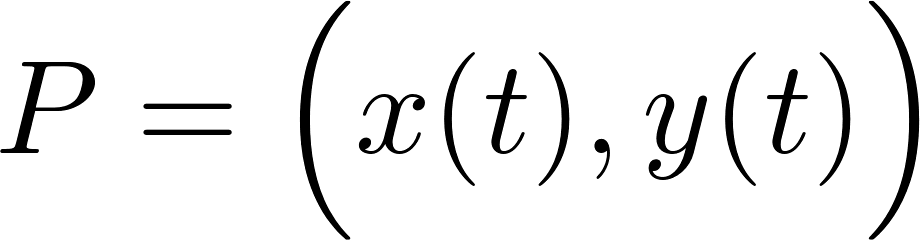 P = (x(t), y(t))